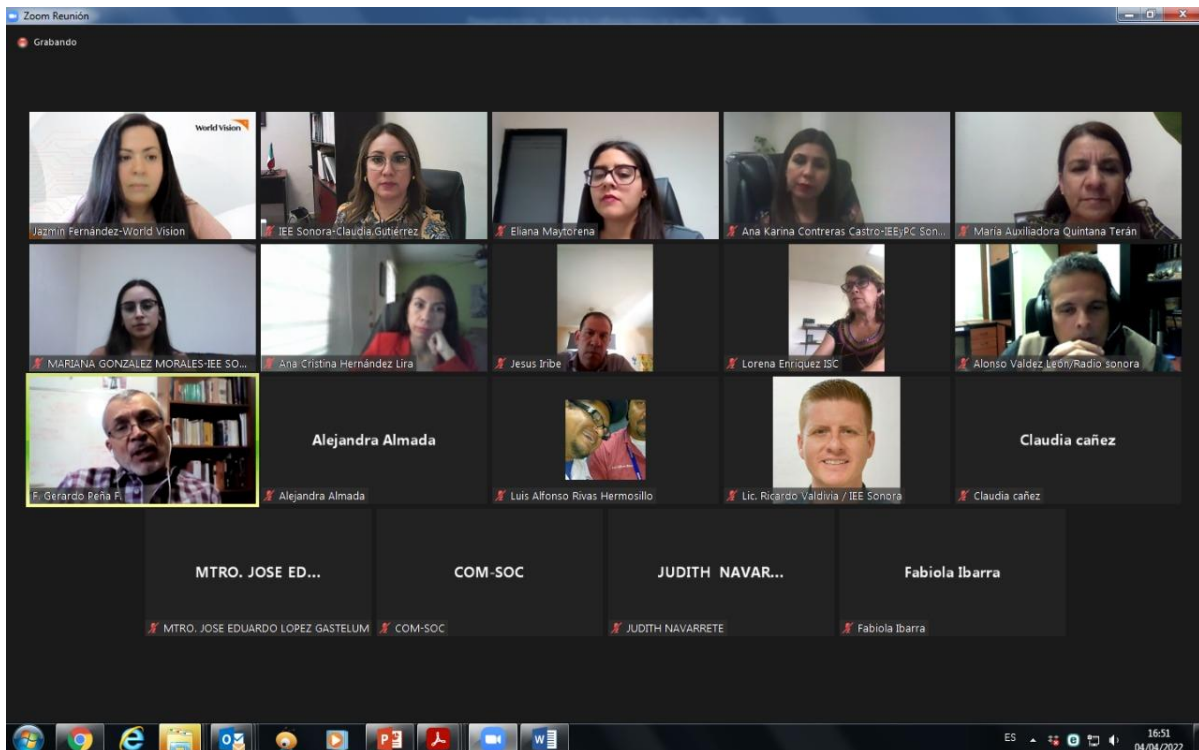 Zoom Reunión
Grabando
World Vision
Jazmin Fernández-World Vision
IEE Sonora-Claudia.Gutiérrez
Eliana Maytorena
Ana Karina Contreras Castro-IEEyPC Son...
María Auxiliadora Quintana Terán
MARIANA GONZALEZ MORALES-IEE SO...
Ana Cristina Hernández Lira
Jesus Iribe
Lorena Enriquez ISC
Alonso Valdez León/Radio sonora
F. Gerardo Peña F.
Alejandra Almada
Alejandra Almada
Luis Alfonso Rivas Hermosillo
Lic. Ricardo Valdivia / IEE Sonora
Claudia cañez
Claudia cañez
MTRO. JOSE ED...
MTRO. JOSE EDUARDO LOPEZ GASTELUM
COM-SOC
COM-SOC
JUDITH NAVAR...
JUDITH NAVARRETE
Fabiola Ibarra
Fabiola Ibarra
ES
16:51
04/04/2022